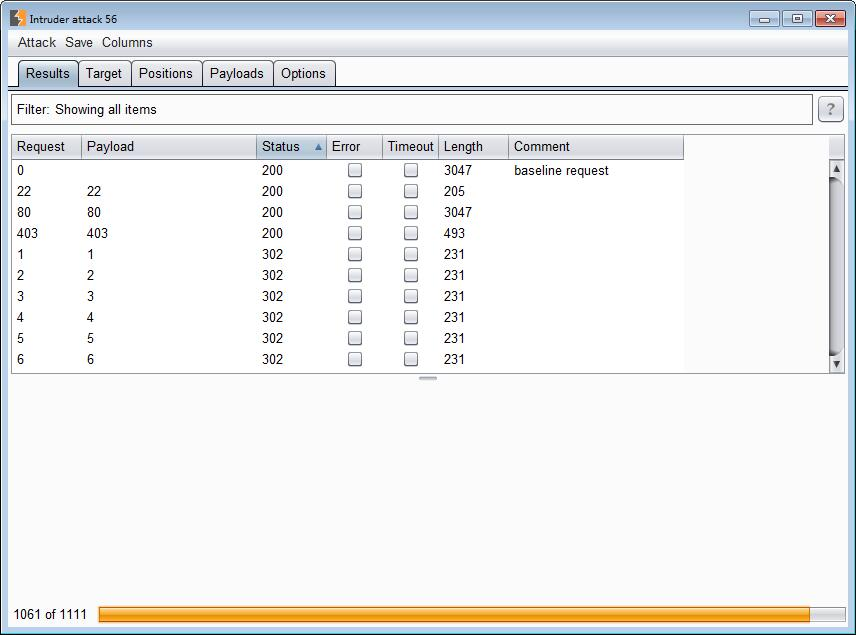 Intruder attack 56
Attack Save Columns
Results Target Positions Payloads Options
Filter: Showing all items ?
Request Payload Status Error Timeout Length Comment
0 200 3047 baseline request
22 22 200 205
80 80 200 3047
403 403 200 493
1 1 302 231
2 2 302 231
3 3 302 231
4 4 302 231
5 5 302 231
6 6 302 231
1061 of 1111